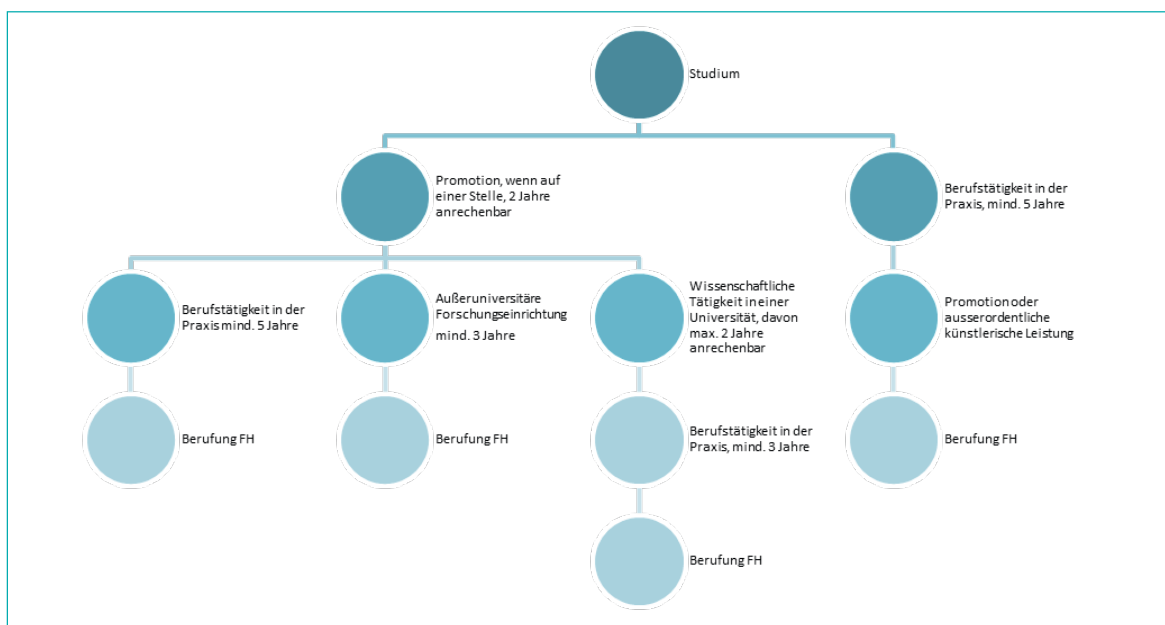 Studium
Promotion, wenn auf
einer Stelle, 2 Jahre
anrechenbar
Berufstätigkeit in der
Praxis, mind. 5 Jahre
Berufstätigkeit in der
Praxis mind. 5 Jahre
Außeruniversitäre
Forschungseinrichtung
mind. 3 Jahre
Wissenschaftliche
Tätigkeit in einer
Universität, davon
max. 2 Jahre
anrechenbar
Promotion oder
ausserordentliche
künstlerische Leistung
Berufung FH
Berufung FH
Berufstätigkeit in der
Praxis, mind. 3 Jahre
Berufung FH
Berufung FH